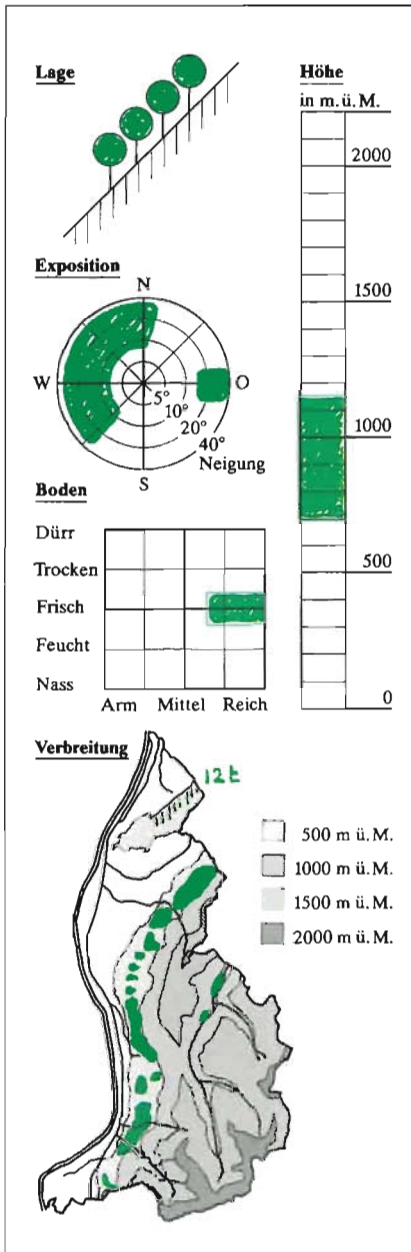 Lage
Höhe
in m.ü.M.
2000
1500
1000
500
0
Exposition
N
W
O
S
5°
10°
20°
40°
Neigung
Boden
Dürr
Trocken
Frisch
Feucht
Nass
Arm Mittel Reich
Verbreitung
12t
500 m ü.M.
1000 m ü.M.
1500 m ü.M.
2000 m ü.M.